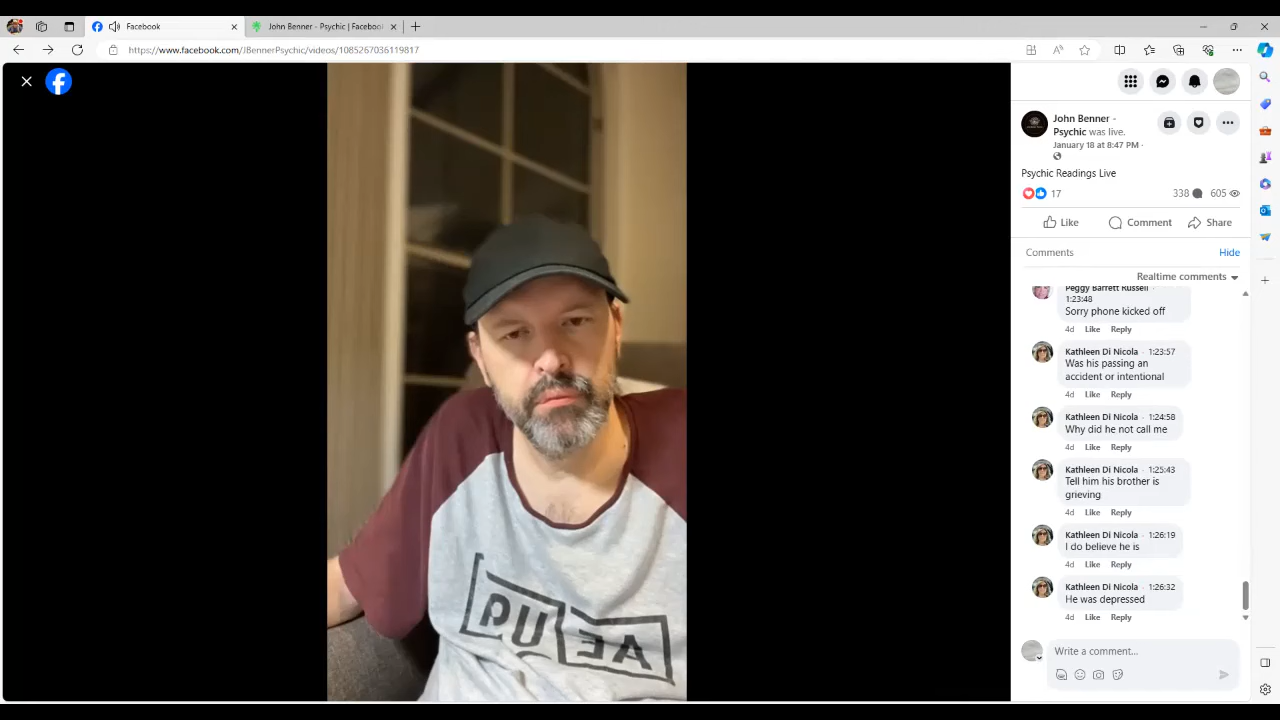 Facebook
John Benner - Psychic | Facebook
https://www.facebook.com/JBennerPsychic/videos/1085267036119817
John Benner -
Psychic was live.
January 18 at 8:47 PM ·
Psychic Readings Live
17
338
605
Like
Comment
Share
Comments
Hide
Realtime comments
Peggy Barrett Russell ·
1:23:48
Sorry phone kicked off
4d Like Reply
Kathleen Di Nicola · 1:23:57
Was his passing an
accident or intentional
4d Like Reply
Kathleen Di Nicola · 1:24:58
Why did he not call me
4d Like Reply
Kathleen Di Nicola · 1:25:43
Tell him his brother is
grieving
4d Like Reply
Kathleen Di Nicola · 1:26:19
I do believe he is
4d Like Reply
Kathleen Di Nicola · 1:26:32
He was depressed
4d Like Reply
Write a comment...